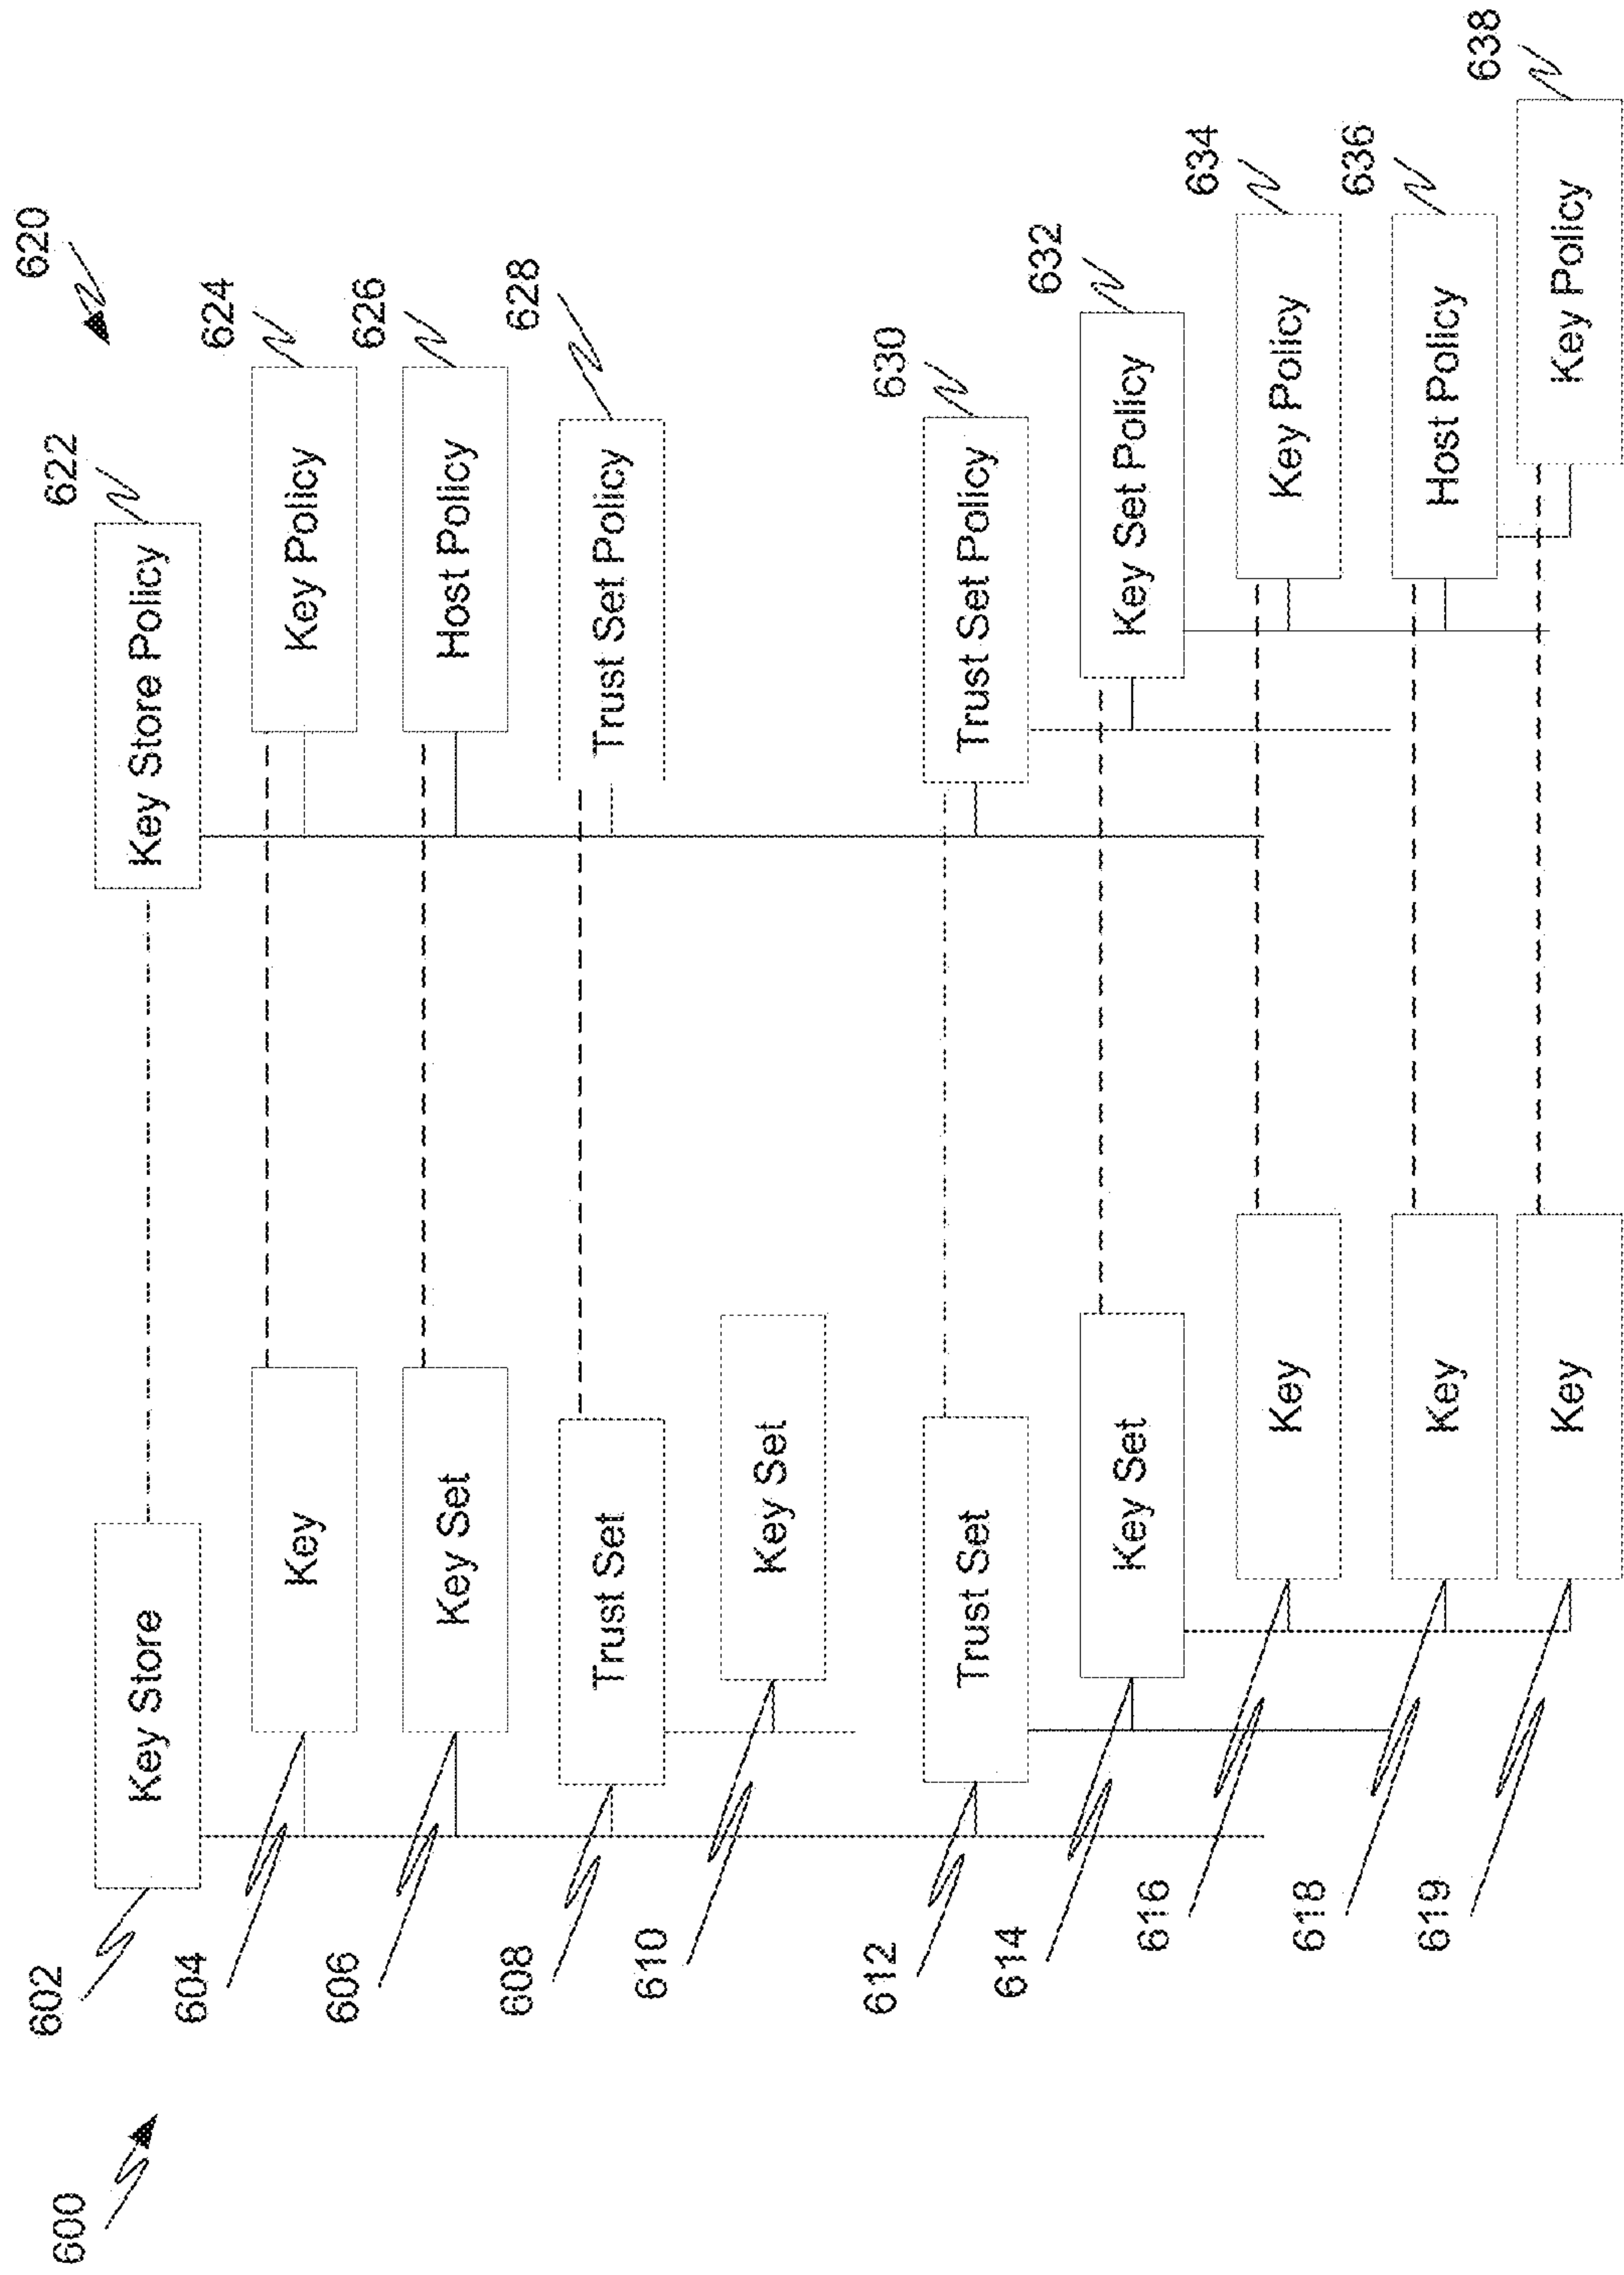 600
620
602
Key Store
Key Store Policy
622
604
Key
Key Policy
624
606
Key Set
Host Policy
626
608
Trust Set
Trust Set Policy
628
610
Key Set
612
Trust Set
Trust Set Policy
630
614
Key Set
Key Set Policy
632
616
Key
Key Policy
634
618
Key
Host Policy
636
619
Key
Key Policy
638